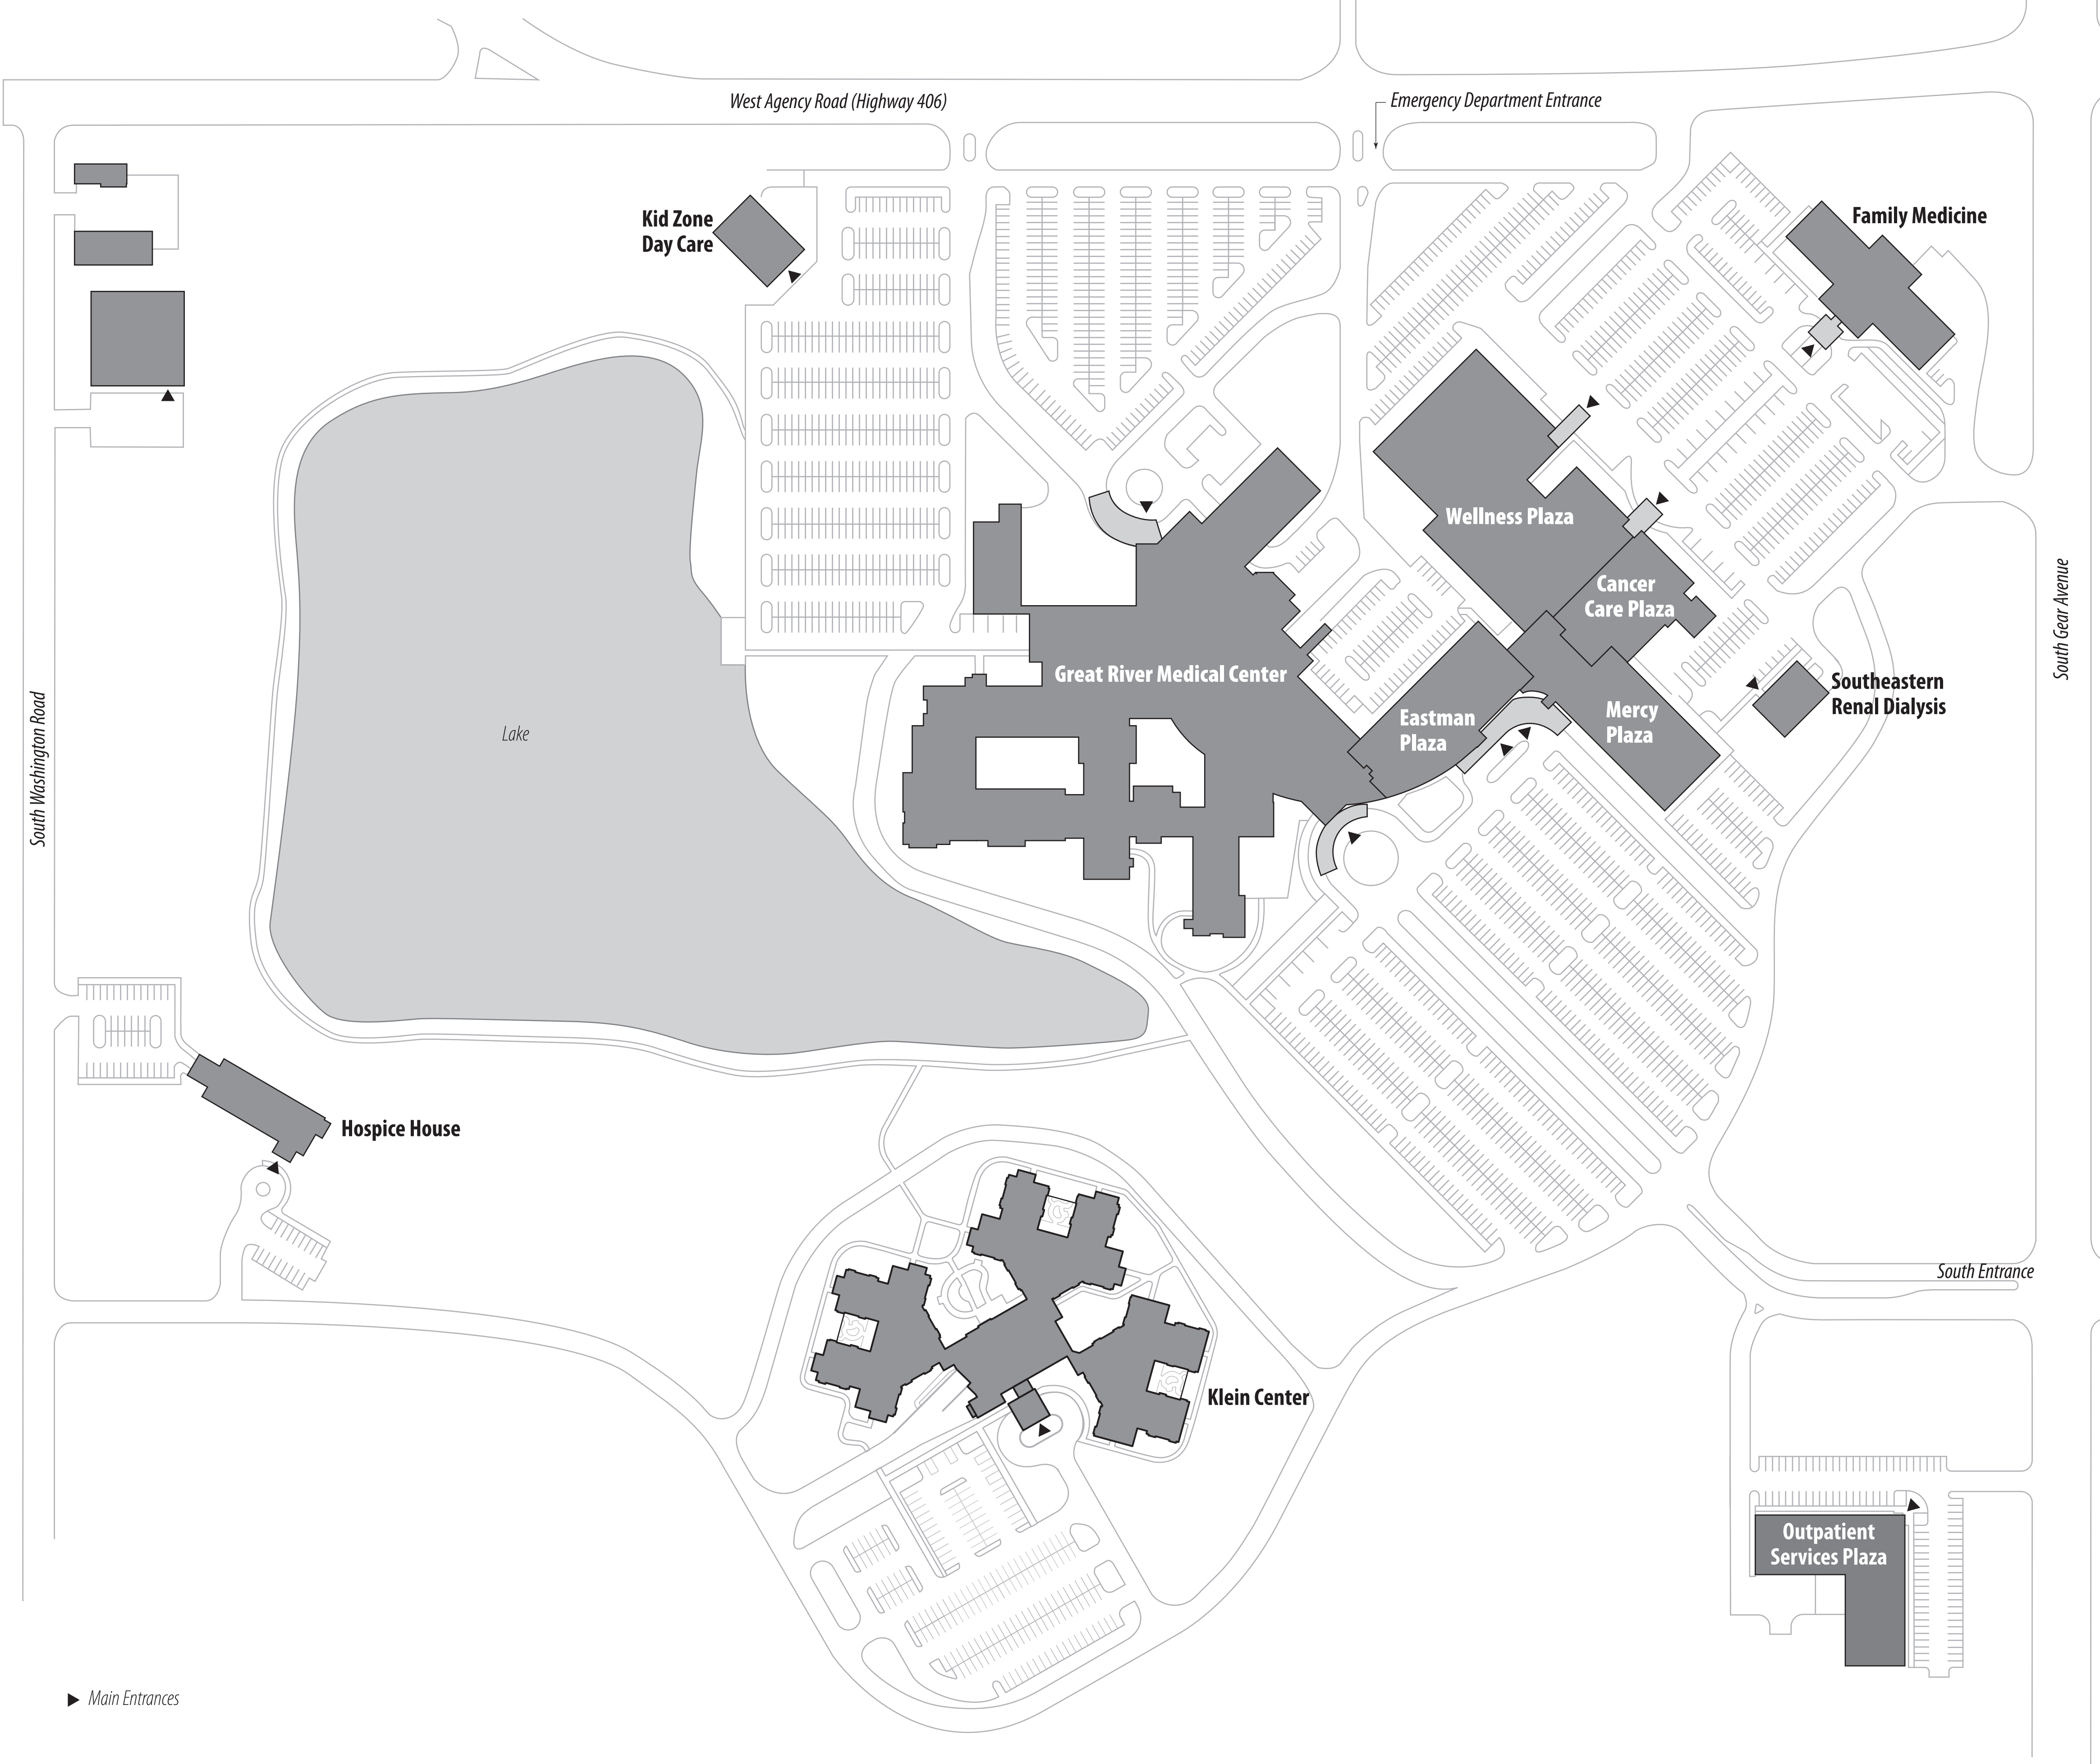 West Agency Road (Highway 406)
Emergency Department Entrance
Kid Zone
Day Care
Family Medicine
Wellness Plaza
Cancer
Care Plaza
Great River Medical Center
Eastman
Plaza
Mercy
Plaza
Southeastern
Renal Dialysis
South Gear Avenue
South Washington Road
Lake
Hospice House
South Entrance
Klein Center
Outpatient
Services Plaza
Main Entrances